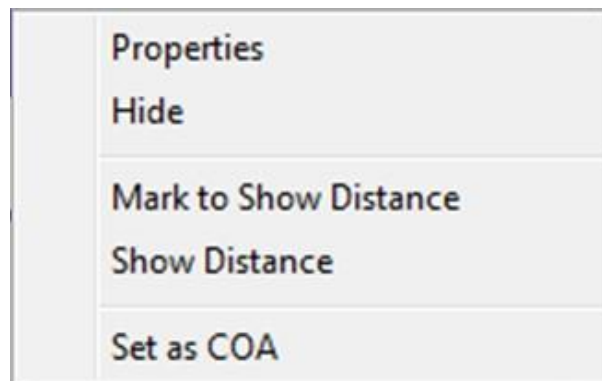 Properties
Hide
Mark to Show Distance
Show Distance
Set as COA